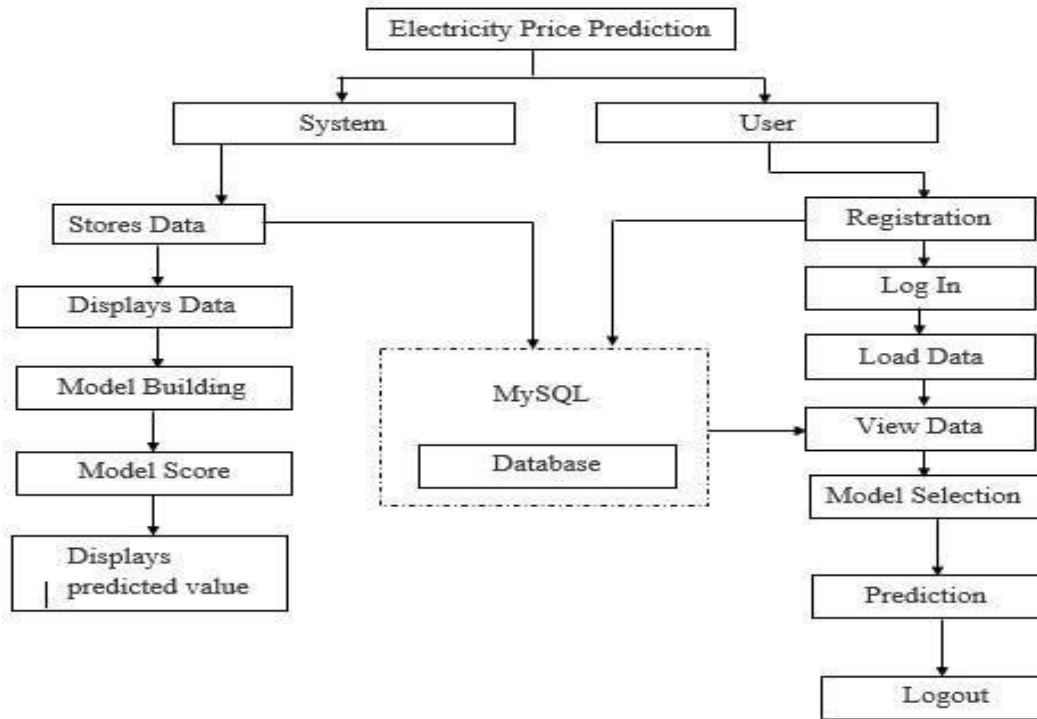 Electricity Price Prediction
System
User
Stores Data
Registration
Displays Data
Log In
Model Building
MySQL
Load Data
Model Score
Database
View Data
Displays
predicted value
Model Selection
Prediction
Logout